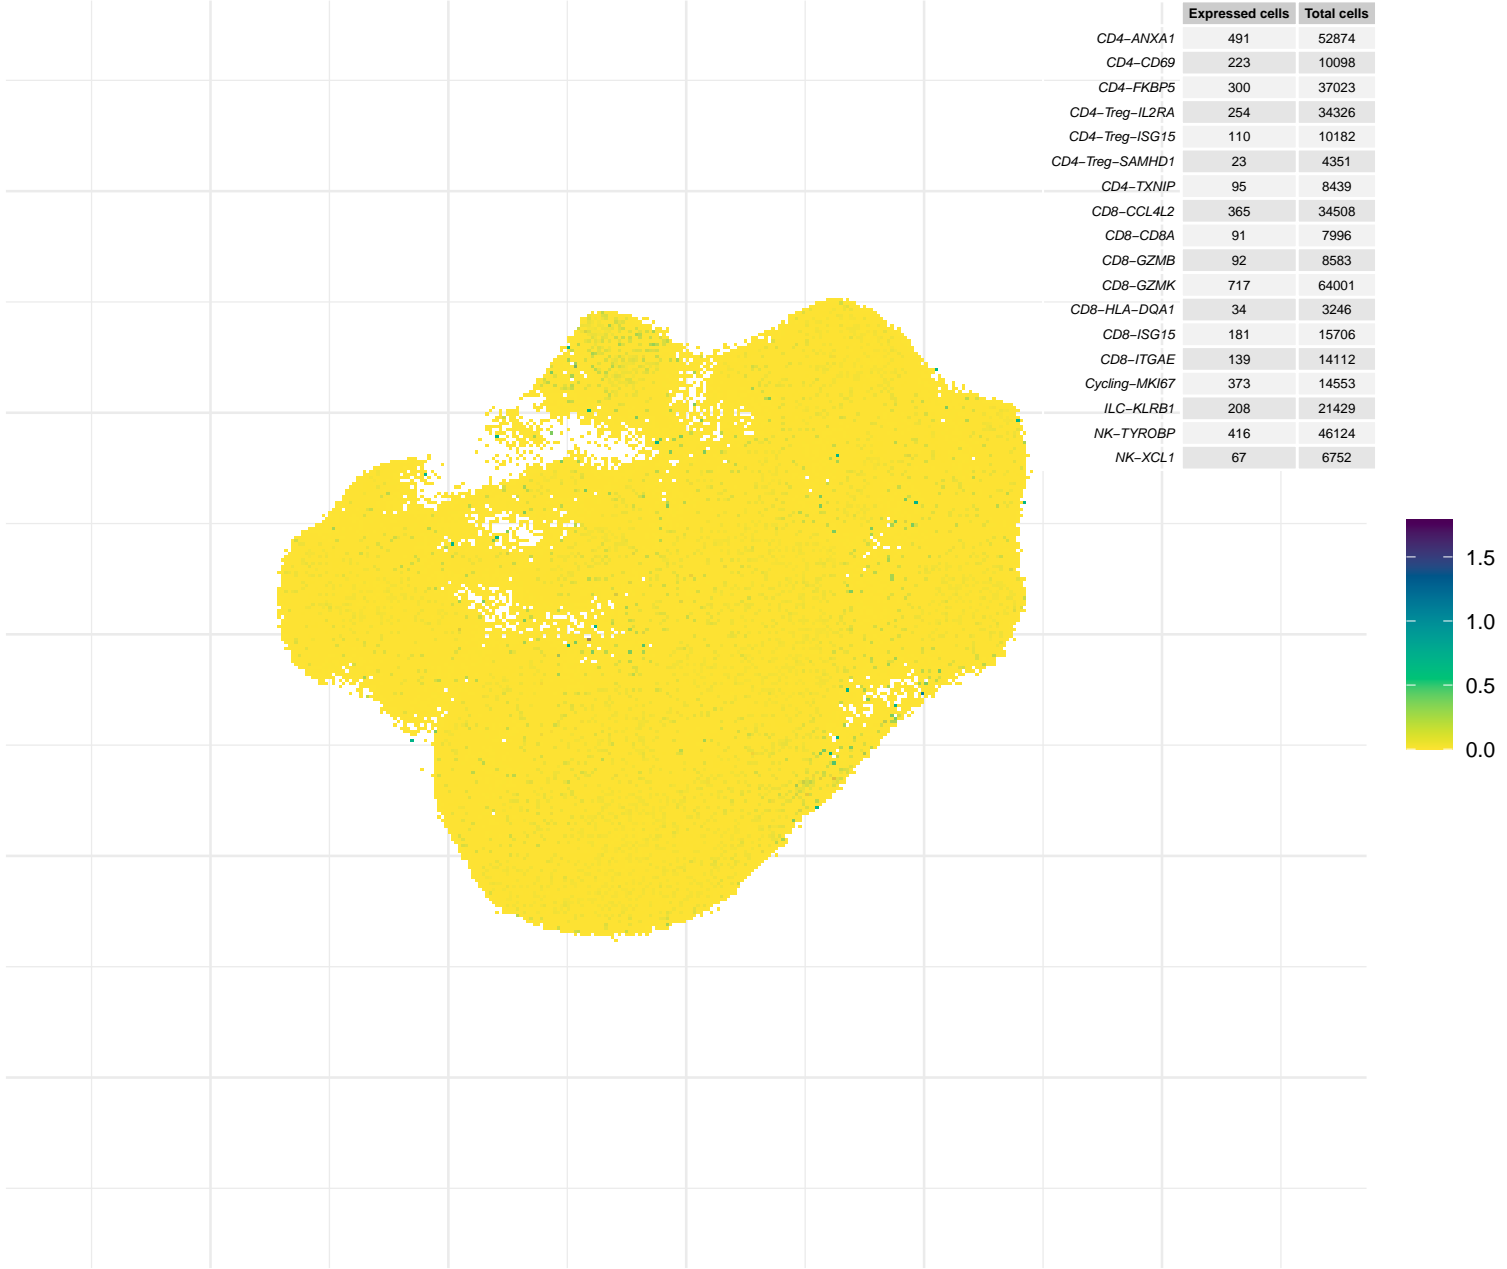 Expressed cells Total cells
CD4−ANXA1 491 52874
CD4−CD69 223 10098
CD4−FKBP5 300 37023
CD4−Treg−IL2RA 254 34326
CD4−Treg−ISG15 110 10182
CD4−Treg−SAMHD1 23 4351
CD4−TXNIP 95 8439
CD8−CCL4L2 365 34508
CD8−CD8A 91 7996
CD8−GZMB 92 8583
CD8−GZMK 717 64001
CD8−HLA−DQA1 34 3246
CD8−ISG15 181 15706
CD8−ITGAE 139 14112
Cycling−MKI67 373 14553
ILC−KLRB1 208 21429
NK−TYROBP 416 46124
NK−XCL1 67 6752
1.5
1.0
0.5
0.0